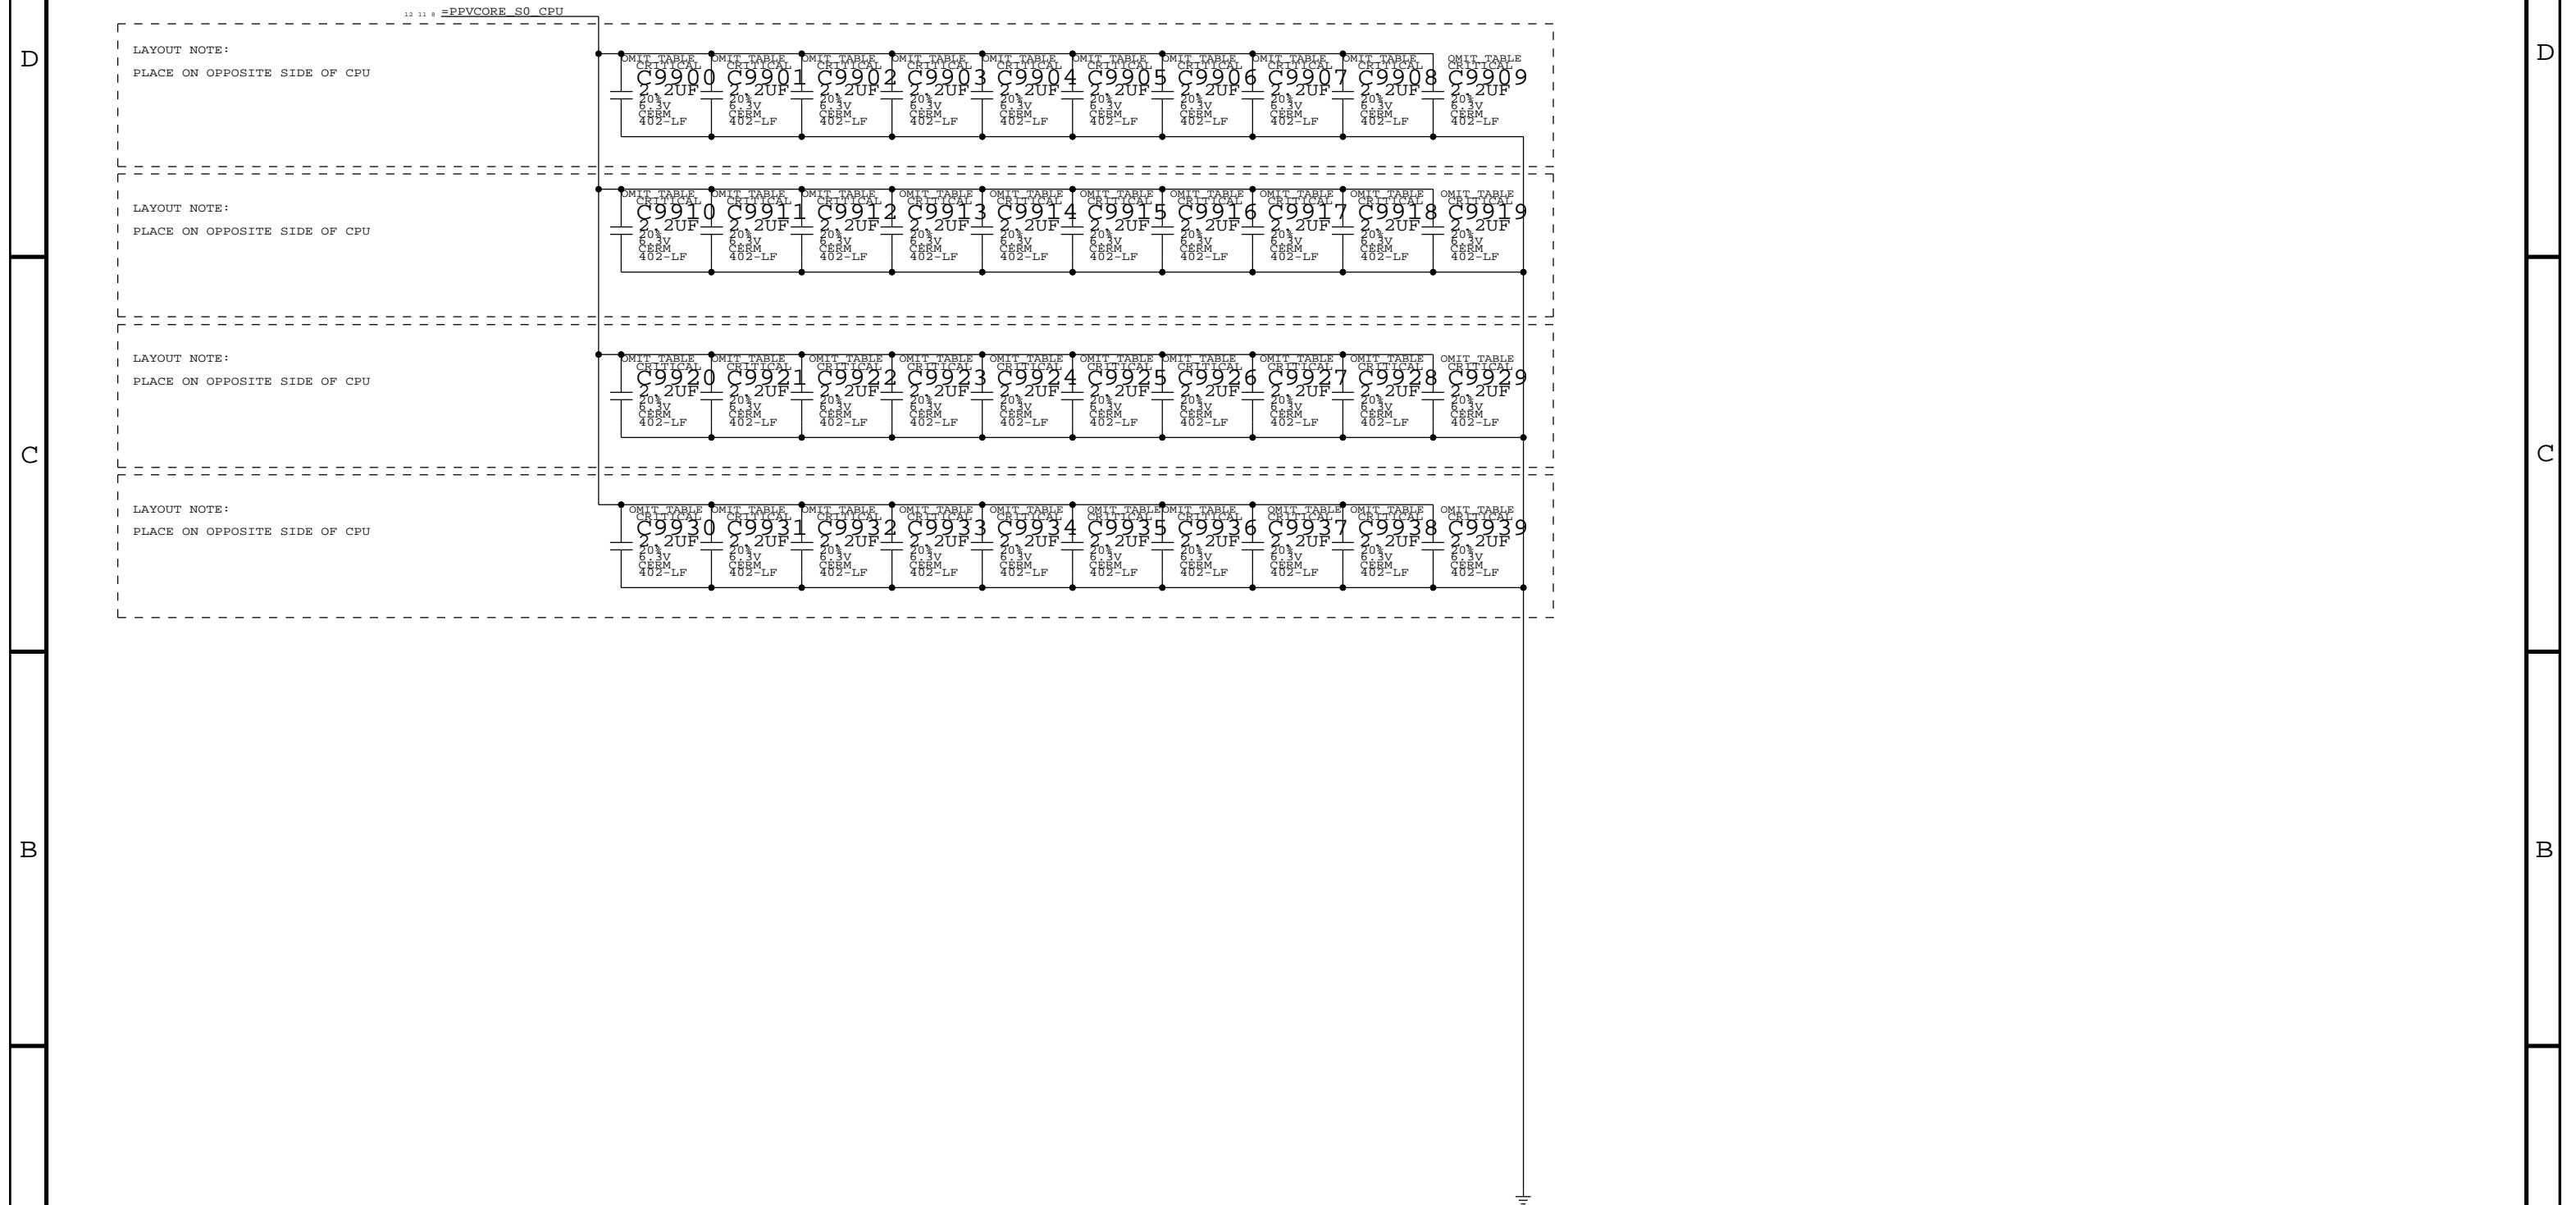 12 11 8 =PPVCORE_S0_CPU
D D
LAYOUT NOTE:
PLACE ON OPPOSITE SIDE OF CPU
OMIT_TABLE OMIT_TABLE OMIT_TABLE OMIT_TABLE OMIT_TABLE OMIT_TABLE OMIT_TABLE OMIT_TABLE OMIT_TABLE OMIT_TABLE
CRITICAL CRITICAL CRITICAL CRITICAL CRITICAL CRITICAL CRITICAL CRITICAL CRITICAL CRITICAL
C9900 C9901 C9902 C9903 C9904 C9905 C9906 C9907 C9908 C9909
2.2UF 2.2UF 2.2UF 2.2UF 2.2UF 2.2UF 2.2UF 2.2UF 2.2UF 2.2UF
20% 20% 20% 20% 20% 20% 20% 20% 20% 20%
6.3V 6.3V 6.3V 6.3V 6.3V 6.3V 6.3V 6.3V 6.3V 6.3V
CERM CERM CERM CERM CERM CERM CERM CERM CERM CERM
402-LF 402-LF 402-LF 402-LF 402-LF 402-LF 402-LF 402-LF 402-LF 402-LF
LAYOUT NOTE:
PLACE ON OPPOSITE SIDE OF CPU
OMIT_TABLE OMIT_TABLE OMIT_TABLE OMIT_TABLE OMIT_TABLE OMIT_TABLE OMIT_TABLE OMIT_TABLE OMIT_TABLE OMIT_TABLE
CRITICAL CRITICAL CRITICAL CRITICAL CRITICAL CRITICAL CRITICAL CRITICAL CRITICAL CRITICAL
C9910 C9911 C9912 C9913 C9914 C9915 C9916 C9917 C9918 C9919
2.2UF 2.2UF 2.2UF 2.2UF 2.2UF 2.2UF 2.2UF 2.2UF 2.2UF 2.2UF
20% 20% 20% 20% 20% 20% 20% 20% 20% 20%
6.3V 6.3V 6.3V 6.3V 6.3V 6.3V 6.3V 6.3V 6.3V 6.3V
CERM CERM CERM CERM CERM CERM CERM CERM CERM CERM
402-LF 402-LF 402-LF 402-LF 402-LF 402-LF 402-LF 402-LF 402-LF 402-LF
LAYOUT NOTE:
PLACE ON OPPOSITE SIDE OF CPU
OMIT_TABLE OMIT_TABLE OMIT_TABLE OMIT_TABLE OMIT_TABLE OMIT_TABLE OMIT_TABLE OMIT_TABLE OMIT_TABLE OMIT_TABLE
CRITICAL CRITICAL CRITICAL CRITICAL CRITICAL CRITICAL CRITICAL CRITICAL CRITICAL CRITICAL
C9920 C9921 C9922 C9923 C9924 C9925 C9926 C9927 C9928 C9929
2.2UF 2.2UF 2.2UF 2.2UF 2.2UF 2.2UF 2.2UF 2.2UF 2.2UF 2.2UF
20% 20% 20% 20% 20% 20% 20% 20% 20% 20%
6.3V 6.3V 6.3V 6.3V 6.3V 6.3V 6.3V 6.3V 6.3V 6.3V
CERM CERM CERM CERM CERM CERM CERM CERM CERM CERM
402-LF 402-LF 402-LF 402-LF 402-LF 402-LF 402-LF 402-LF 402-LF 402-LF
C C
LAYOUT NOTE:
PLACE ON OPPOSITE SIDE OF CPU
OMIT_TABLE OMIT_TABLE OMIT_TABLE OMIT_TABLE OMIT_TABLE OMIT_TABLE OMIT_TABLE OMIT_TABLE OMIT_TABLE OMIT_TABLE
CRITICAL CRITICAL CRITICAL CRITICAL CRITICAL CRITICAL CRITICAL CRITICAL CRITICAL CRITICAL
C9930 C9931 C9932 C9933 C9934 C9935 C9936 C9937 C9938 C9939
2.2UF 2.2UF 2.2UF 2.2UF 2.2UF 2.2UF 2.2UF 2.2UF 2.2UF 2.2UF
20% 20% 20% 20% 20% 20% 20% 20% 20% 20%
6.3V 6.3V 6.3V 6.3V 6.3V 6.3V 6.3V 6.3V 6.3V 6.3V
CERM CERM CERM CERM CERM CERM CERM CERM CERM CERM
402-LF 402-LF 402-LF 402-LF 402-LF 402-LF 402-LF 402-LF 402-LF 402-LF
B B